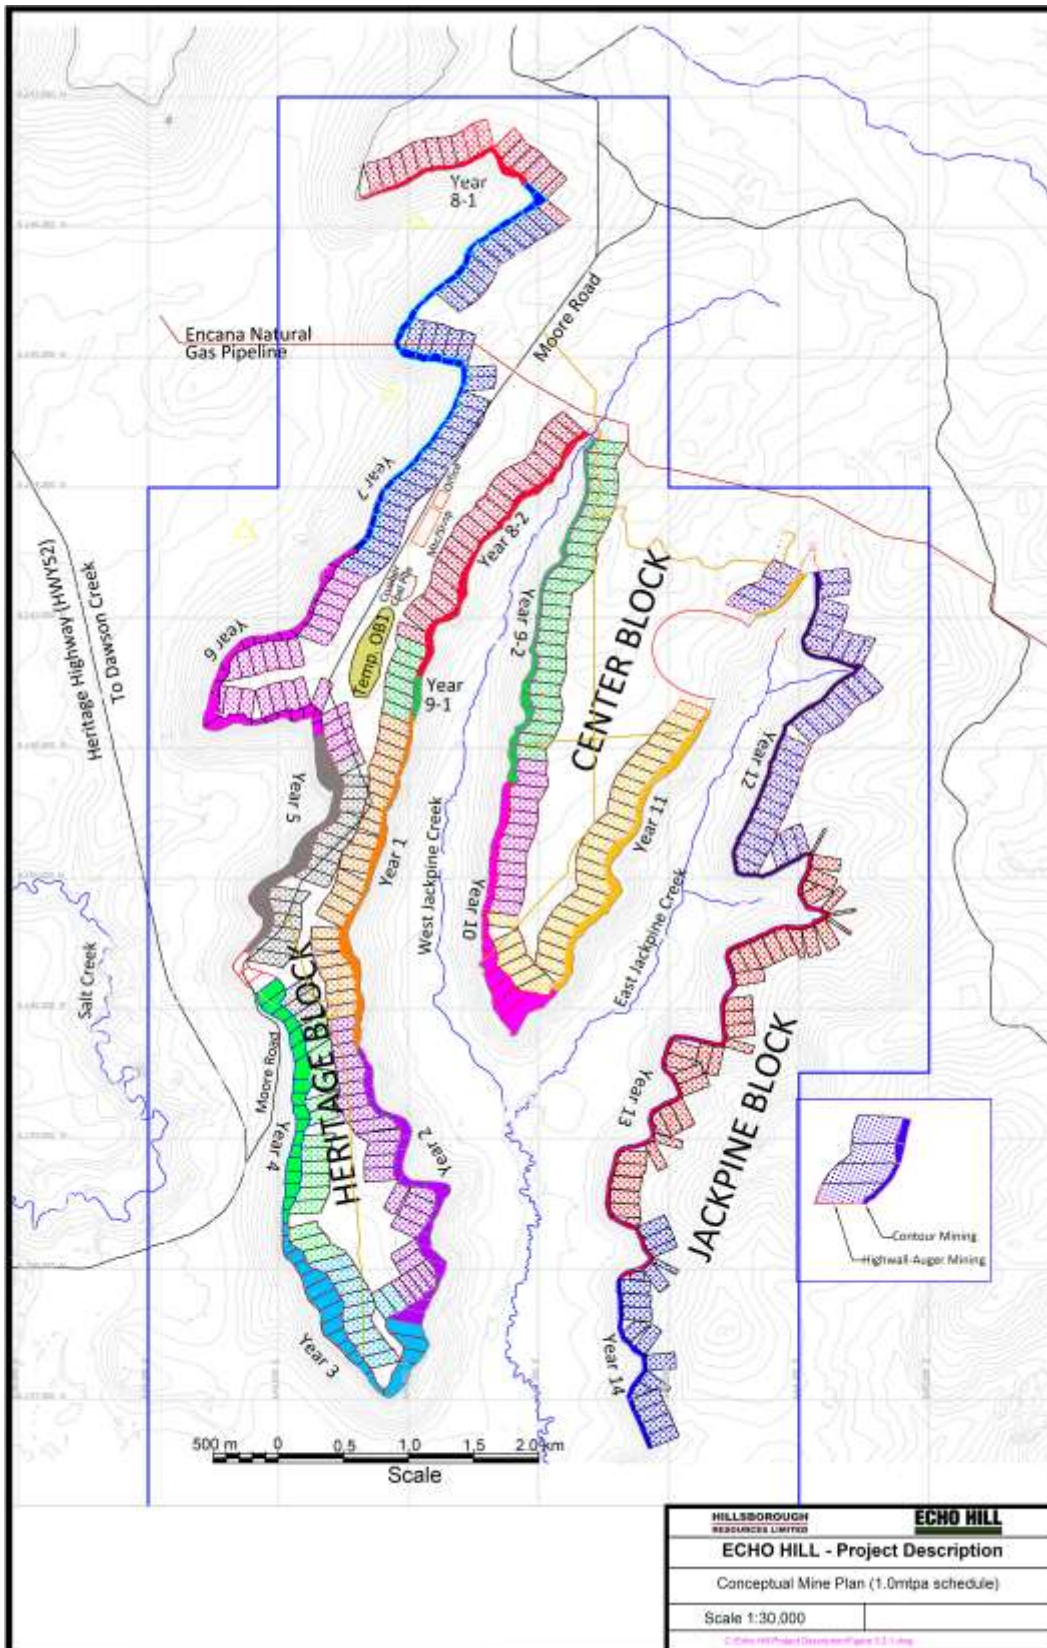 Year
8-1
Encana Natural
Gas Pipeline
Moore Road
Year 7
Office
Year 8-2
Temp. OB1
Year 6
Year
9-1
Year 9-2
CENTER BLOCK
Heritage Highway (HWY52)
To Dawson Creek
Year 5
Year 1
Year 12
Year 11
West Jackpine Creek
Year 10
East Jackpine Creek
Salt Creek
HERITAGE BLOCK
Moore Road
Year 4
Year 2
Year 13
JACKPINE BLOCK
Contour Mining
Highwall-Auger Mining
Year 3
Year 14
500 m 0 0.5 1.0 1.5 2.0 km
Scale
HILLSBOROUGH
RESOURCES LIMITED
ECHO HILL
ECHO HILL - Project Description
Conceptual Mine Plan (1.0mtpa schedule)
Scale 1:30,000